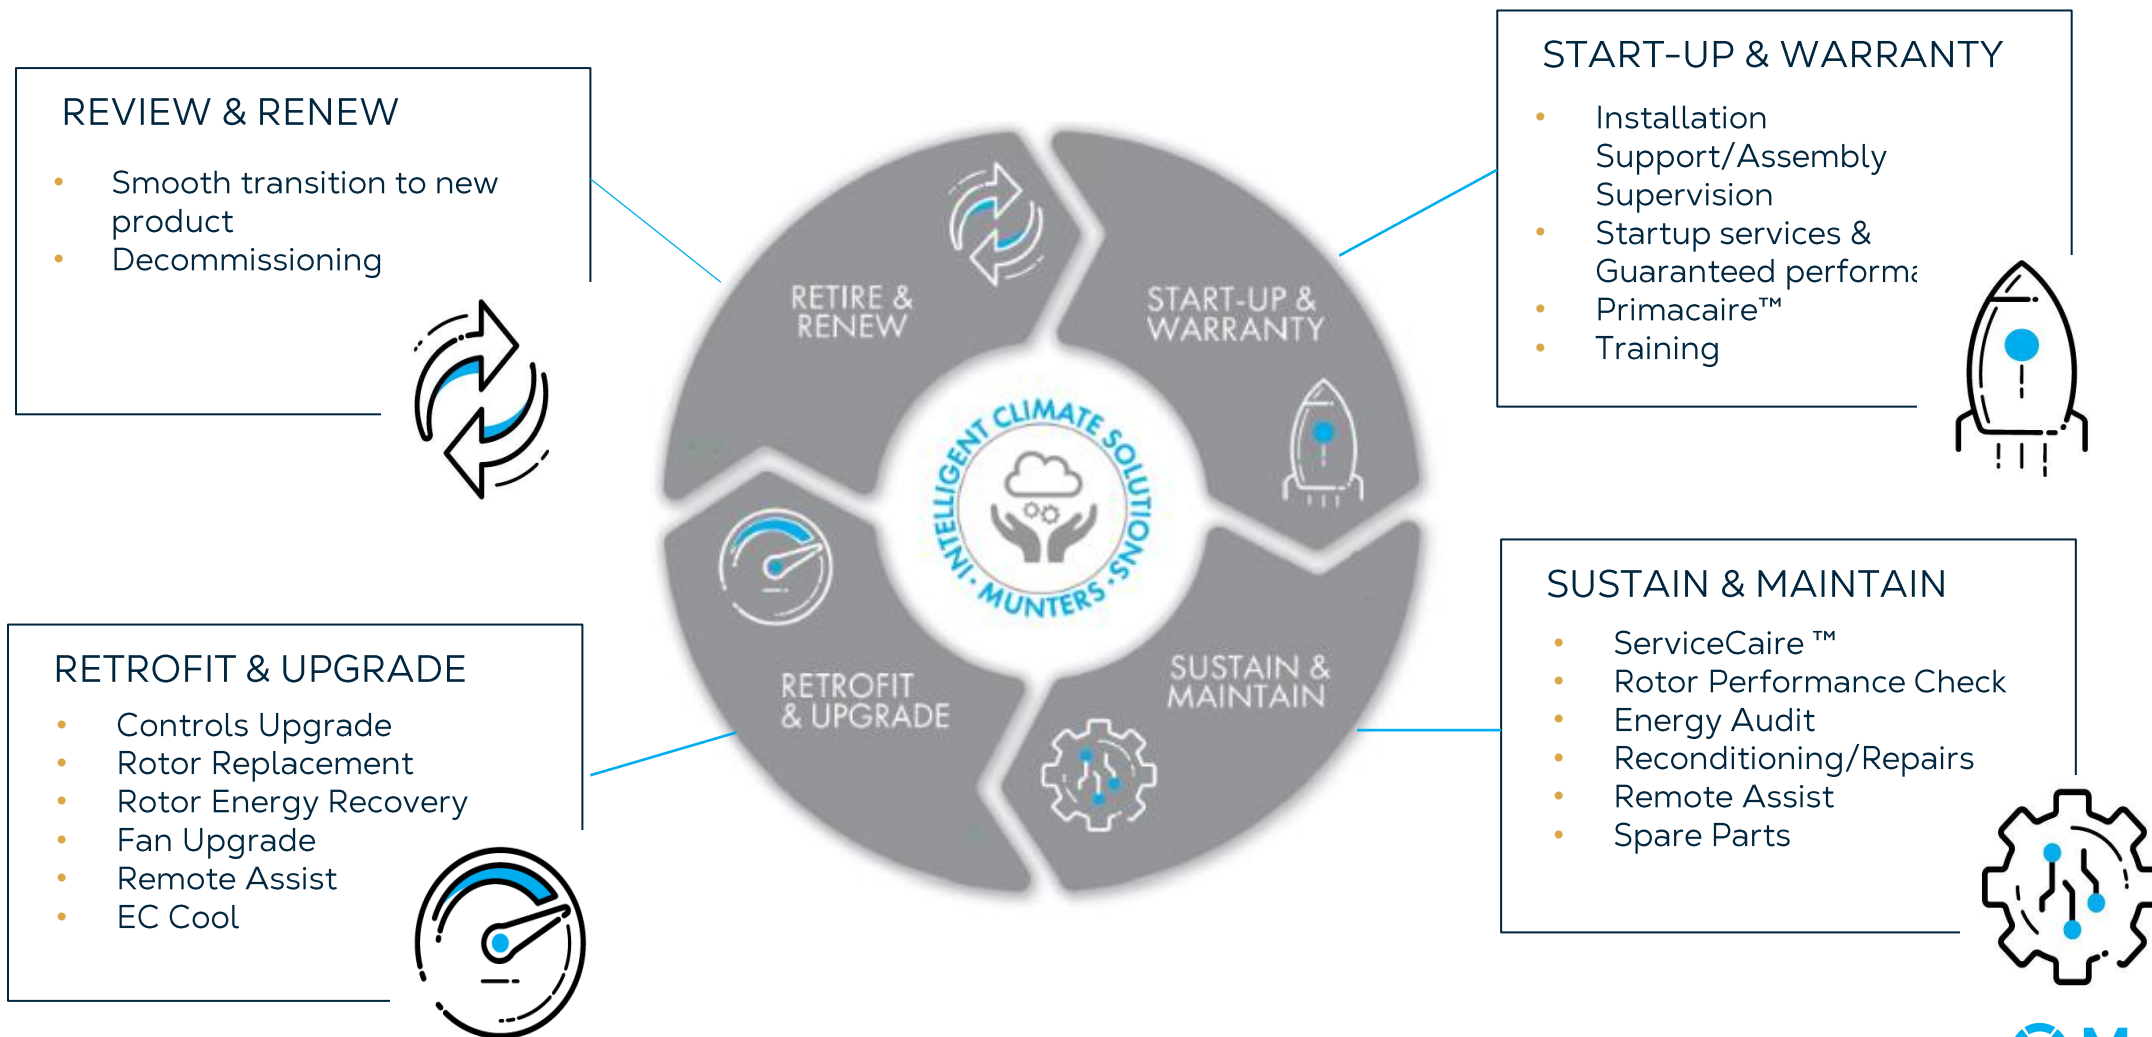 REVIEW & RENEW
• Smooth transition to new
product
• Decommissioning
START-UP & WARRANTY
• Installation
Support/Assembly
Supervision
• Startup services &
Guaranteed performa
• Primacaire™
• Training
RETIRE &
RENEW
START-UP &
WARRANTY
INTELLIGENT CLIMATE SOLUTIONS · MUNTERS ·
RETROFIT
& UPGRADE
SUSTAIN &
MAINTAIN
RETROFIT & UPGRADE
• Controls Upgrade
• Rotor Replacement
• Rotor Energy Recovery
• Fan Upgrade
• Remote Assist
• EC Cool
SUSTAIN & MAINTAIN
• ServiceCaire ™
• Rotor Performance Check
• Energy Audit
• Reconditioning/Repairs
• Remote Assist
• Spare Parts